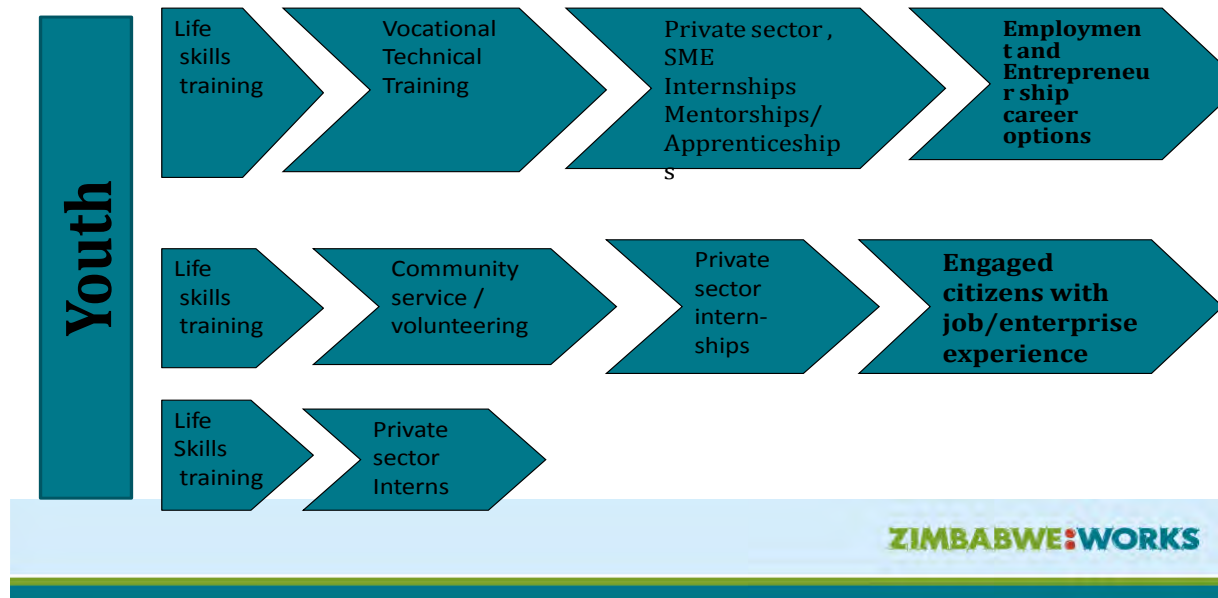 Youth
Life
skills
training
Vocational
Technical
Training
Private sector ,
SME
Internships
Mentorships/
Apprenticeship
s
Employmen
t and
Entrepreneu
r ship
career
options
Life
skills
training
Community
service /
volunteering
Private
sector
intern-
ships
Engaged
citizens with
job/enterprise
experience
Life
Skills
training
Private
sector
Interns
ZIMBABWE:WORKS